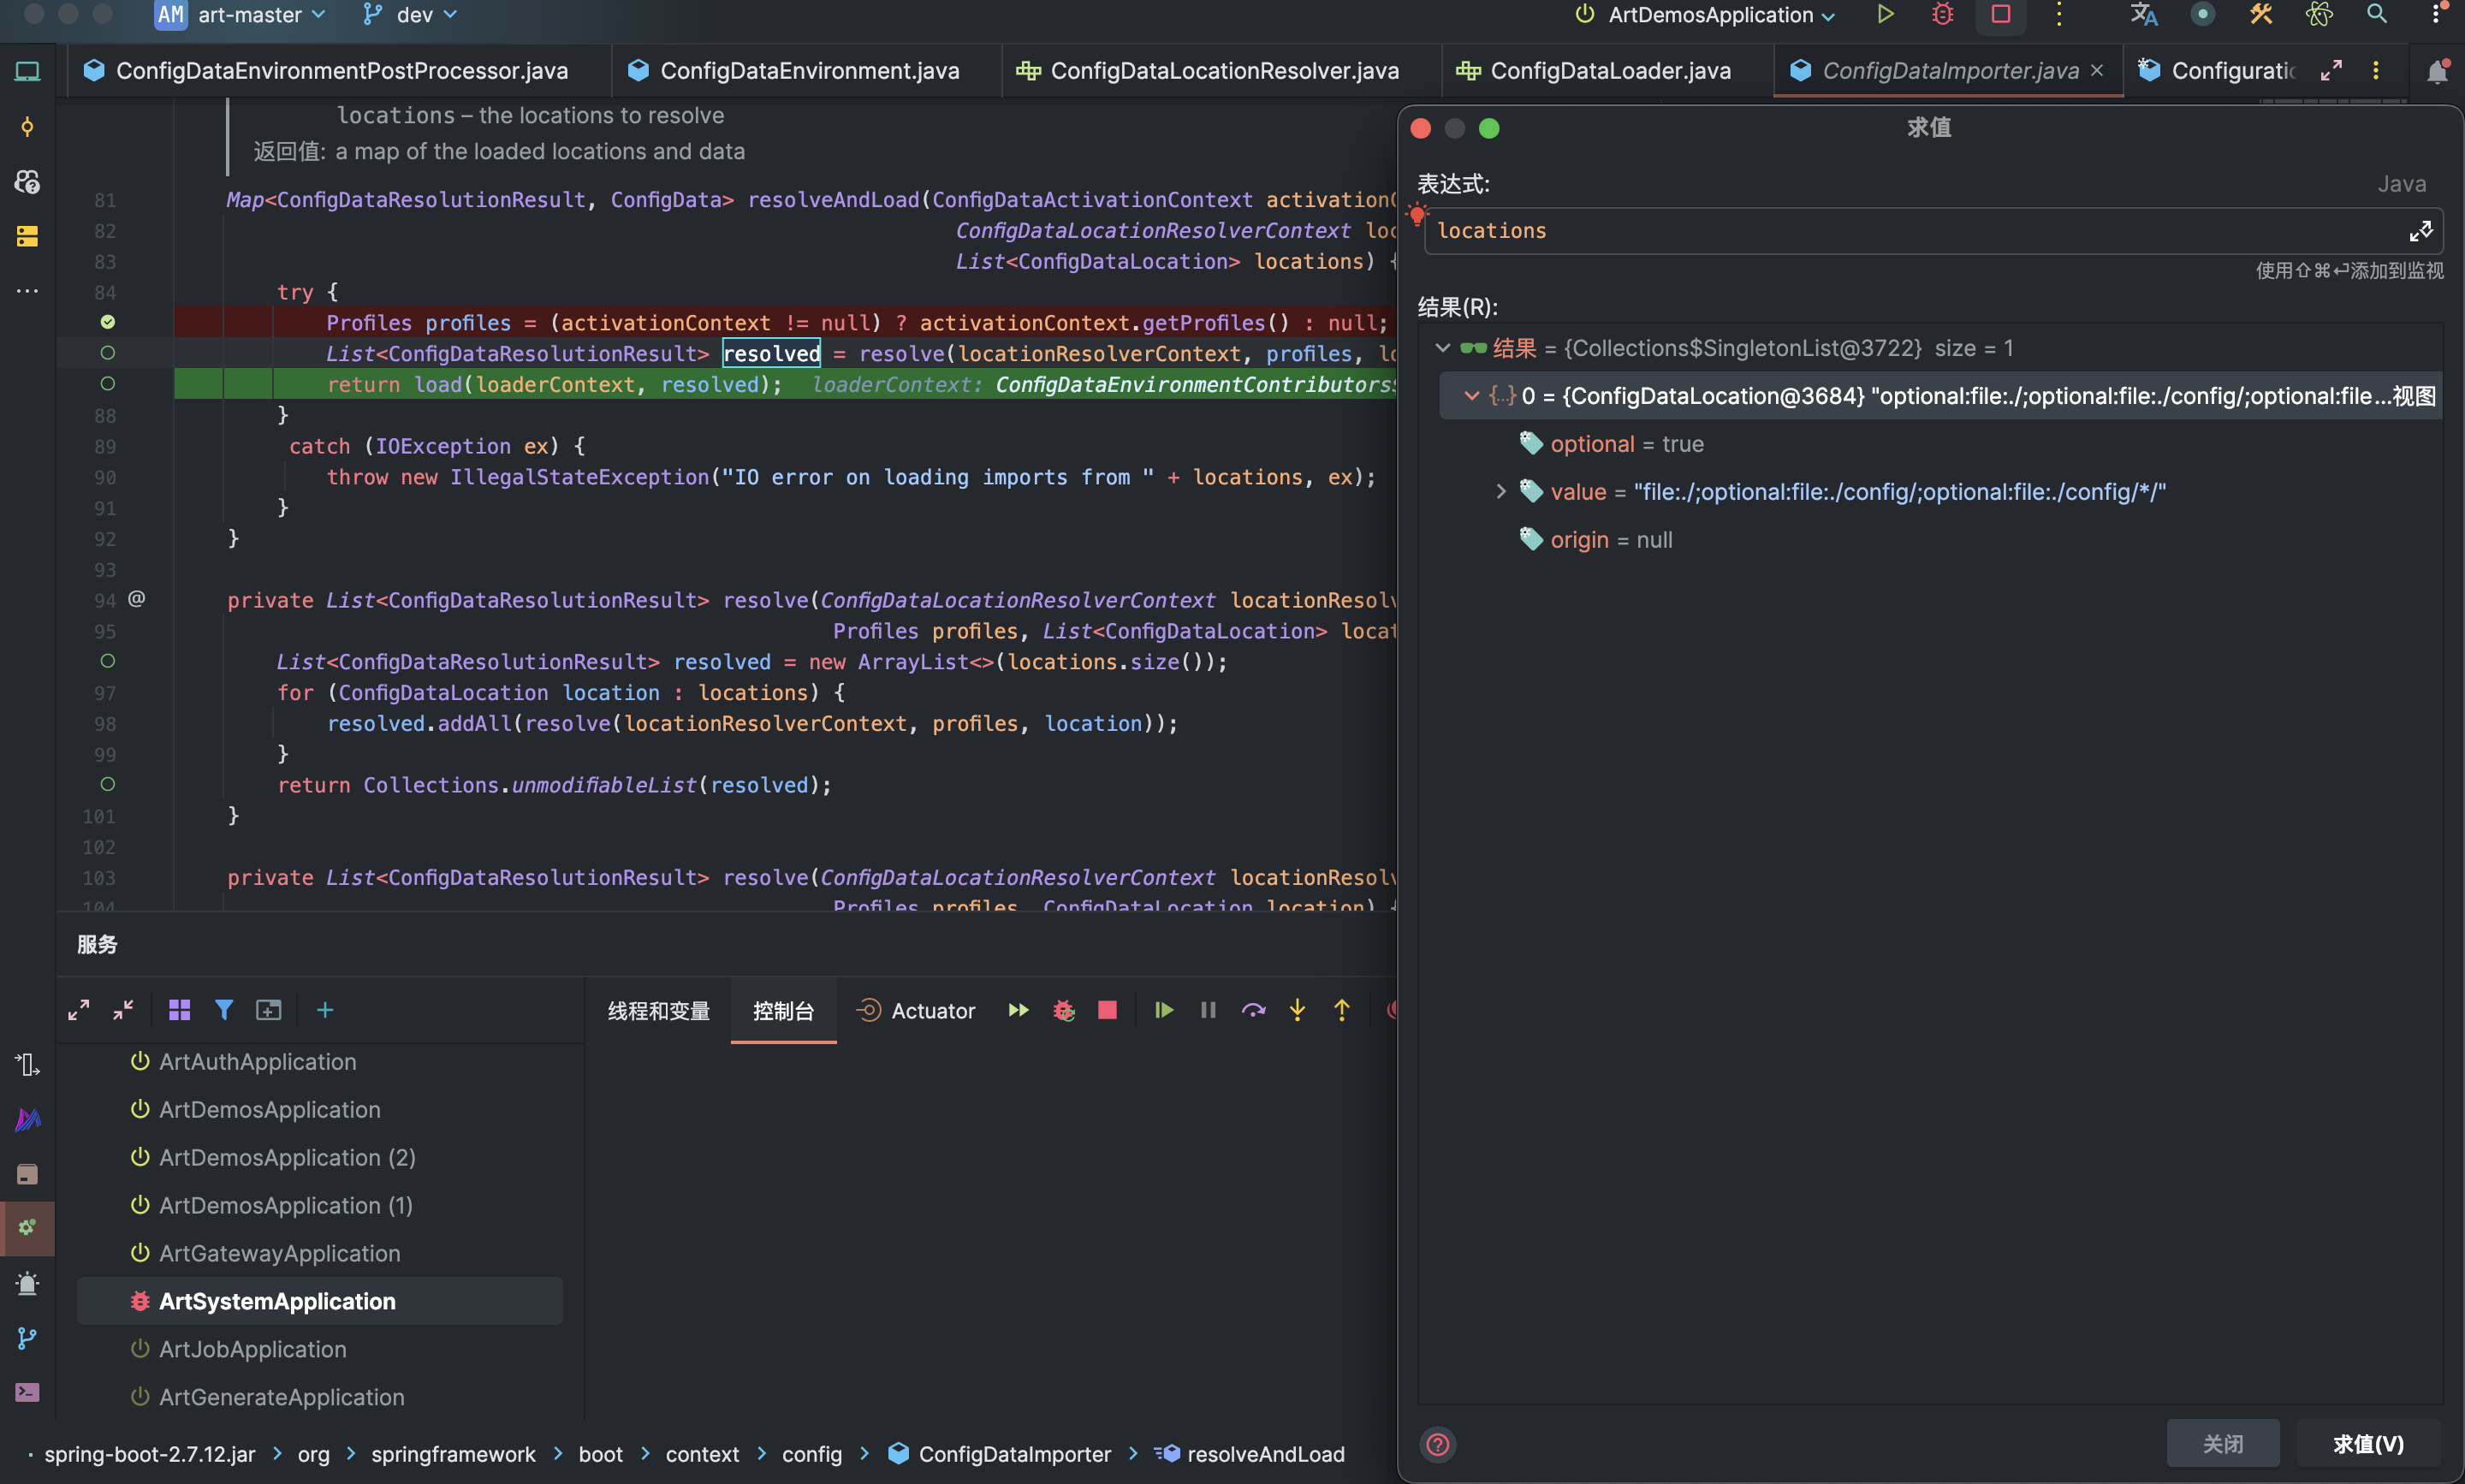 AM art-master dev ArtDemosApplication
ConfigDataEnvironmentPostProcessor.java ConfigDataEnvironment.java ConfigDataLocationResolver.java ConfigDataLoader.java ConfigDataImporter.java Configuratic
locations – the locations to resolve
返回值: a map of the loaded locations and data
81 Map<ConfigDataResolutionResult, ConfigData> resolveAndLoad(ConfigDataActivationContext activationC
82 ConfigDataLocationResolverContext loc
83 List<ConfigDataLocation> locations) {
84 try {
Profiles profiles = (activationContext != null) ? activationContext.getProfiles() : null;
List<ConfigDataResolutionResult> resolved = resolve(locationResolverContext, profiles, lo
return load(loaderContext, resolved); loaderContext: ConfigDataEnvironmentContributors$
88 }
89 catch (IOException ex) {
90 throw new IllegalStateException("IO error on loading imports from " + locations, ex);
91 }
92 }
93
94 @ private List<ConfigDataResolutionResult> resolve(ConfigDataLocationResolverContext locationResolv
95 Profiles profiles, List<ConfigDataLocation> locat
List<ConfigDataResolutionResult> resolved = new ArrayList<>(locations.size());
97 for (ConfigDataLocation location : locations) {
98 resolved.addAll(resolve(locationResolverContext, profiles, location));
99 }
return Collections.unmodifiableList(resolved);
101 }
102
103 private List<ConfigDataResolutionResult> resolve(ConfigDataLocationResolverContext locationResolv
104 Profiles profiles, ConfigDataLocation location) {
求值
表达式: Java
locations
使用⇧⌘↩添加到监视
结果(R):
结果 = {Collections$SingletonList@3722} size = 1
0 = {ConfigDataLocation@3684} "optional:file:./;optional:file:./config/;optional:file...视图
optional = true
value = "file:./;optional:file:./config/;optional:file:./config/*/"
origin = null
关闭 求值(V)
服务
线程和变量 控制台 Actuator
ArtAuthApplication
ArtDemosApplication
ArtDemosApplication (2)
ArtDemosApplication (1)
ArtGatewayApplication
ArtSystemApplication
ArtJobApplication
ArtGenerateApplication
spring-boot-2.7.12.jar > org > springframework > boot > context > config > ConfigDataImporter > resolveAndLoad